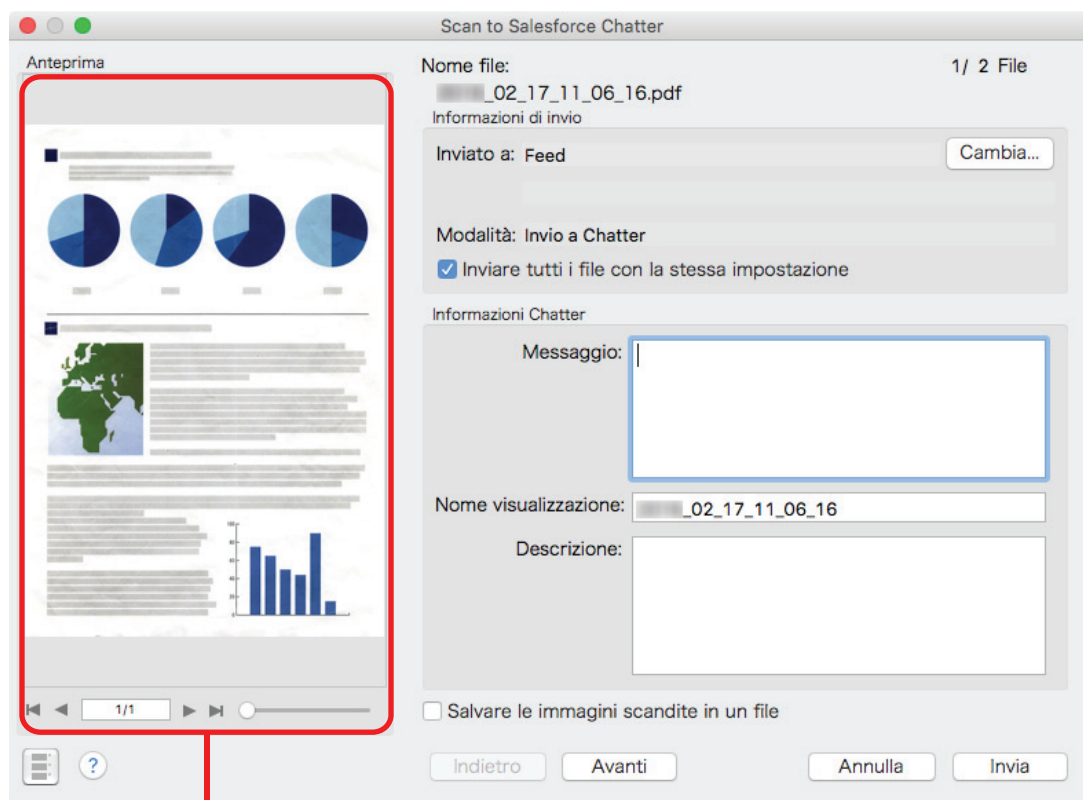 Scan to Salesforce Chatter
Anteprima
Nome file:
1/ 2 File
_02_17_11_06_16.pdf
Informazioni di invio
Inviato a: Feed
Cambia...
Modalità: Invio a Chatter
Inviare tutti i file con la stessa impostazione
Informazioni Chatter
Messaggio:
Nome visualizzazione: _02_17_11_06_16
Descrizione:
1/1
Salvare le immagini scandite in un file
?
Indietro
Avanti
Annulla
Invia